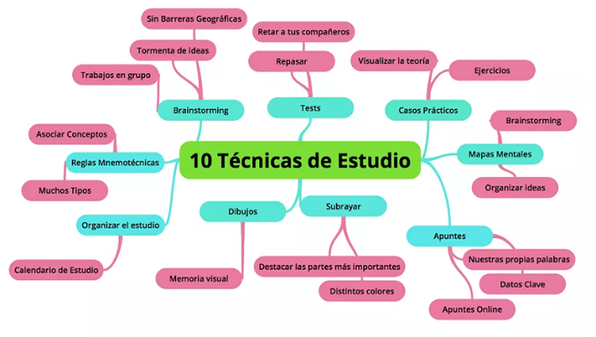 Sin Barreras Geográficas
Tormenta de ideas
Trabajos en grupo
Brainstorming
Retar a tus compañeros
Repasar
Tests
Visualizar la teoría
Ejercicios
Casos Prácticos
Brainstorming
Mapas Mentales
Organizar ideas
Asociar Conceptos
Reglas Mnemotécnicas
Muchos Tipos
10 Técnicas de Estudio
Organizar el estudio
Calendario de Estudio
Dibujos
Memoria visual
Subrayar
Destacar las partes más importantes
Distintos colores
Apuntes
Nuestras propias palabras
Datos Clave
Apuntes Online